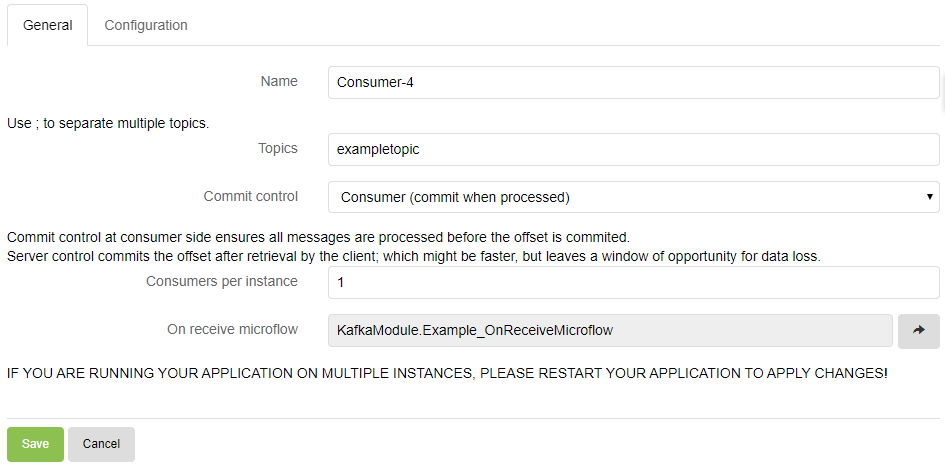 General Configuration
Name Consumer-4
Use ; to separate multiple topics.
Topics exampletopic
Commit control Consumer (commit when processed)
Commit control at consumer side ensures all messages are processed before the offset is commited.
Server control commits the offset after retrieval by the client; which might be faster, but leaves a window of opportunity for data loss.
Consumers per instance 1
On receive microflow KafkaModule.Example_OnReceiveMicroflow
IF YOU ARE RUNNING YOUR APPLICATION ON MULTIPLE INSTANCES, PLEASE RESTART YOUR APPLICATION TO APPLY CHANGES!
Save Cancel